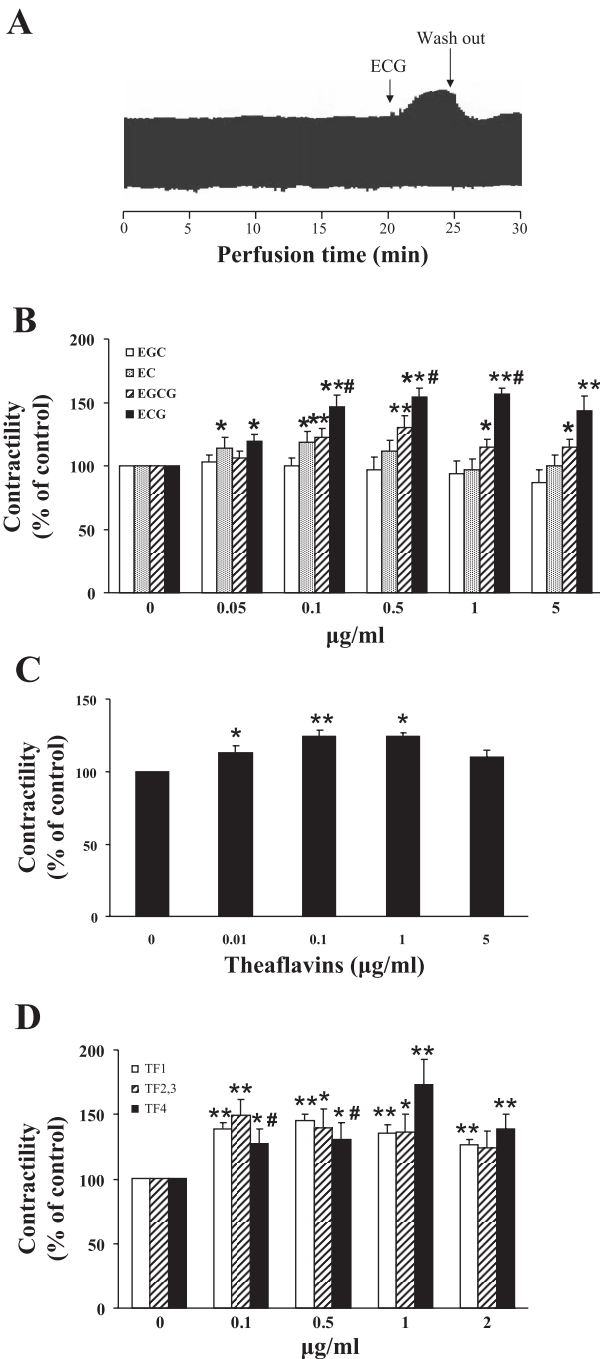 A
Wash out
ECG
0 5 10 15 20 25 30
Perfusion time (min)
B
Contractility
(% of control)
200
150
100
50
0
EGC
EC
EGCG
ECG
* *
* ** **#
** **#
* **#
* **
0 0.05 0.1 0.5 1 5
μg/ml
C
Contractility
(% of control)
150
100
50
0
* ** *
0 0.01 0.1 1 5
Theaflavins (μg/ml)
D
Contractility
(% of control)
200
150
100
50
0
TF1
TF2,3
TF4
** ** *#
** * *#
** * **
** **
0 0.1 0.5 1 2
μg/ml